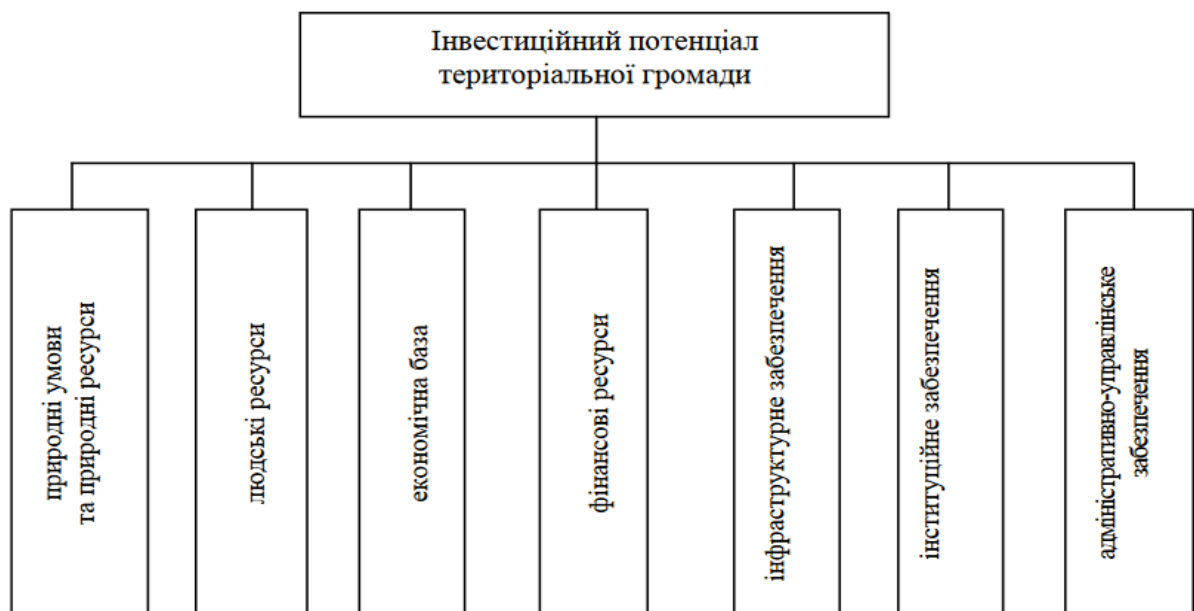 Інвестиційний потенціал
територіальної громади
природні умови
та природні ресурси
людські ресурси
економічна база
фінансові ресурси
інфраструктурне забезпечення
інституційне забезпечення
адміністративно-управлінське
забезпечення